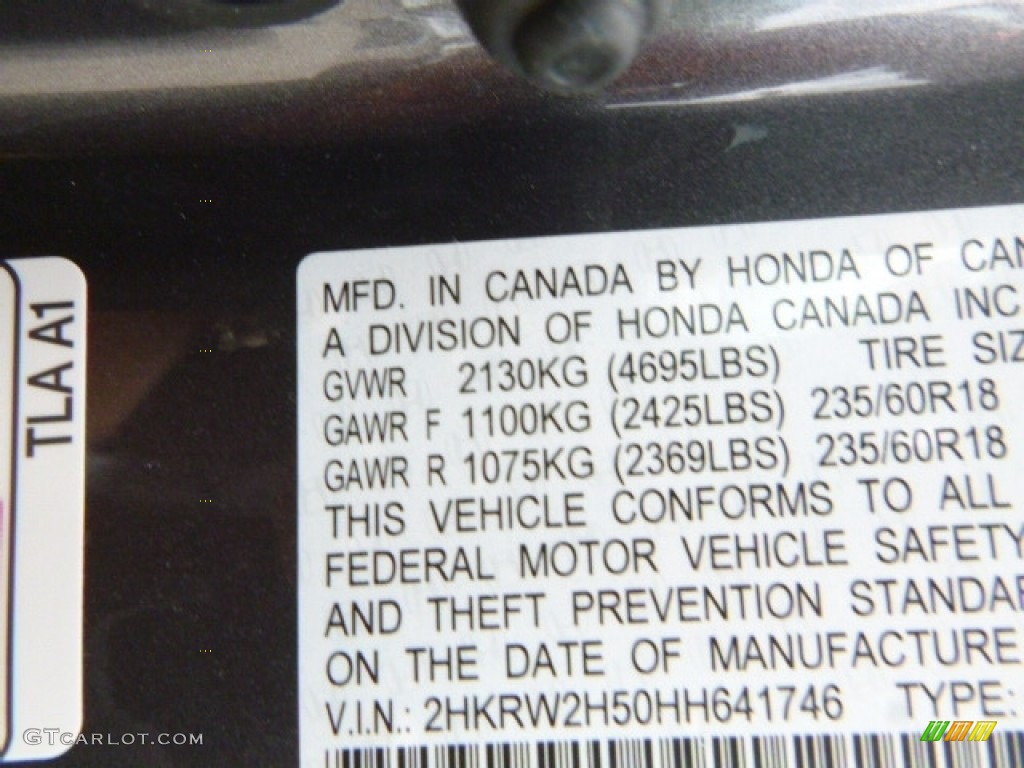 MFD. IN CANADA BY HONDA OF CAN
A DIVISION OF HONDA CANADA INC
GVWR 2130KG (4695LBS) TIRE SIZ
GAWR F 1100KG (2425LBS) 235/60R18
GAWR R 1075KG (2369LBS) 235/60R18
THIS VEHICLE CONFORMS TO ALL
FEDERAL MOTOR VEHICLE SAFETY
AND THEFT PREVENTION STANDAR
ON THE DATE OF MANUFACTURE
V.I.N.: 2HKRW2H50HH641746 TYPE:
TLA A1
GTCARLOT.COM